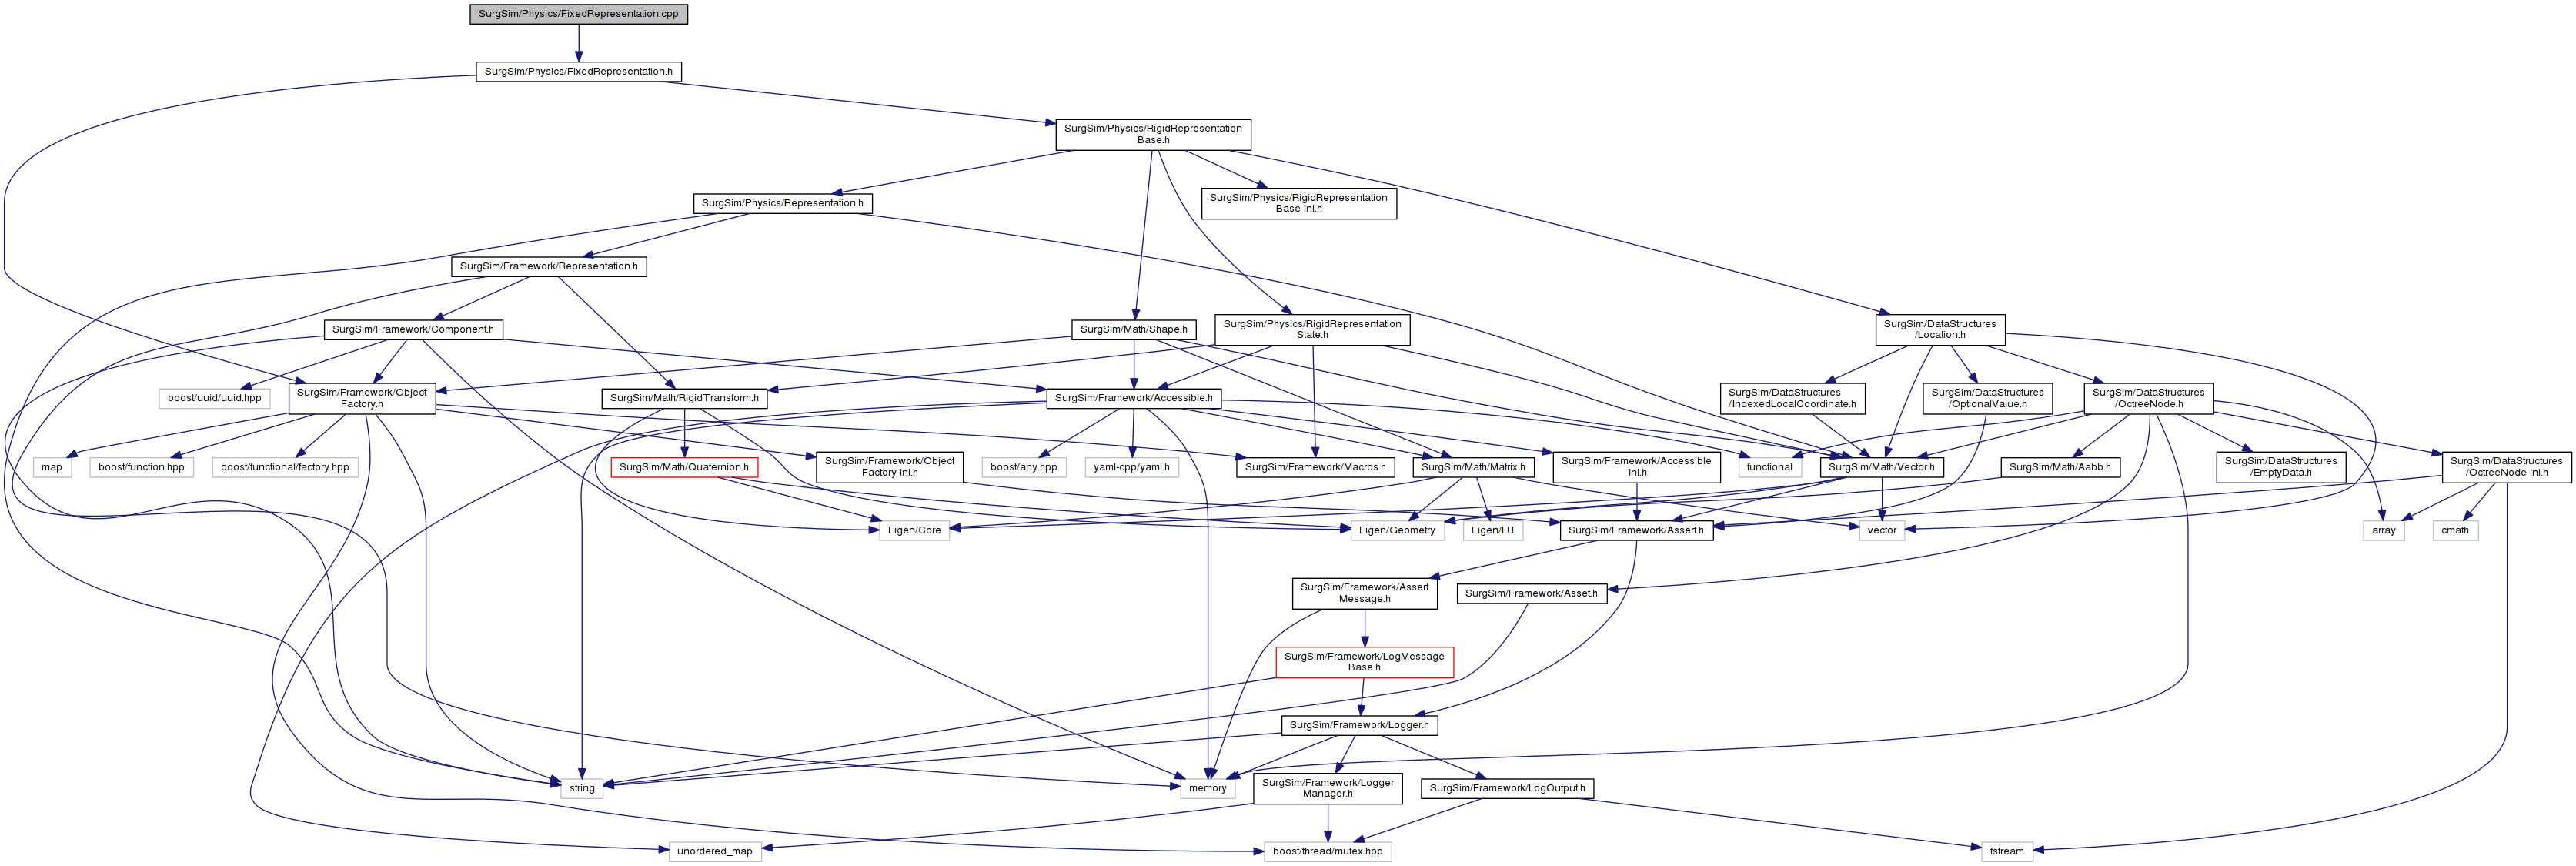 SurgSim/Physics/FixedRepresentation.cpp
SurgSim/Physics/FixedRepresentation.h
SurgSim/Physics/RigidRepresentation
Base.h
SurgSim/Physics/Representation.h
SurgSim/Physics/RigidRepresentation
Base-inl.h
SurgSim/Framework/Representation.h
SurgSim/Framework/Component.h
SurgSim/Math/Shape.h
SurgSim/Physics/RigidRepresentation
State.h
SurgSim/DataStructures
/Location.h
boost/uuid/uuid.hpp
SurgSim/Framework/Object
Factory.h
SurgSim/Math/RigidTransform.h
SurgSim/Framework/Accessible.h
SurgSim/DataStructures
/IndexedLocalCoordinate.h
SurgSim/DataStructures
/OptionalValue.h
SurgSim/DataStructures
/OctreeNode.h
map
boost/function.hpp
boost/functional/factory.hpp
SurgSim/Math/Quaternion.h
SurgSim/Framework/Object
Factory-inl.h
boost/any.hpp
yaml-cpp/yaml.h
SurgSim/Framework/Macros.h
SurgSim/Math/Matrix.h
SurgSim/Framework/Accessible
-inl.h
functional
SurgSim/Math/Vector.h
SurgSim/Math/Aabb.h
SurgSim/DataStructures
/EmptyData.h
SurgSim/DataStructures
/OctreeNode-inl.h
Eigen/Core
Eigen/Geometry
Eigen/LU
SurgSim/Framework/Assert.h
vector
array
cmath
SurgSim/Framework/Assert
Message.h
SurgSim/Framework/Asset.h
SurgSim/Framework/LogMessage
Base.h
SurgSim/Framework/Logger.h
string
memory
SurgSim/Framework/Logger
Manager.h
SurgSim/Framework/LogOutput.h
unordered_map
boost/thread/mutex.hpp
fstream